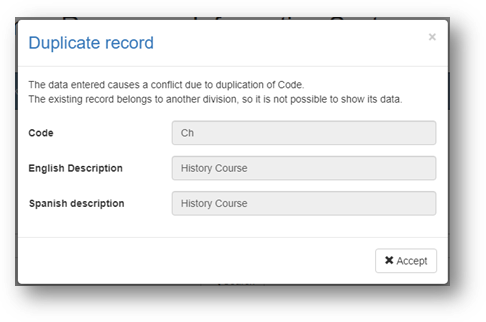 Duplicate record ×
The data entered causes a conflict due to duplication of Code.
The existing record belongs to another division, so it is not possible to show its data.
Code Ch
English Description History Course
Spanish description History Course
✖ Accept